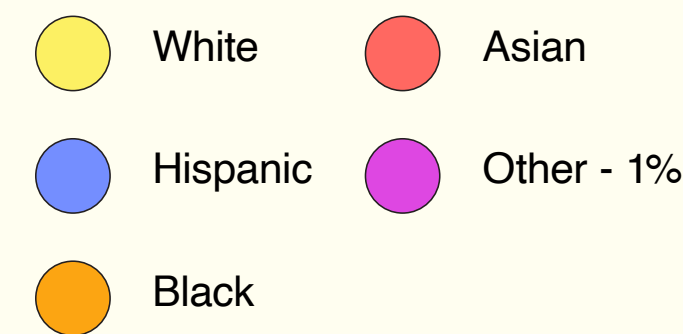 White
Asian
Hispanic
Other - 1%
Black